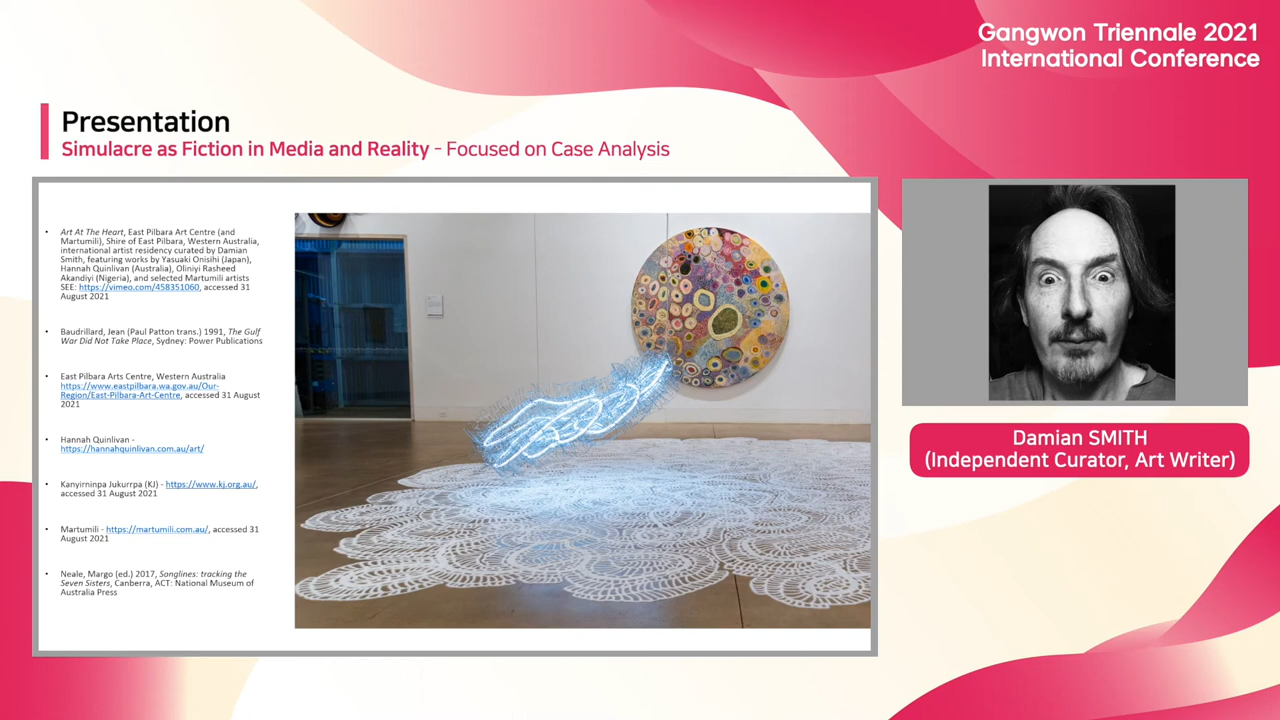 Gangwon Triennale 2021
International Conference
Presentation
Simulacre as Fiction in Media and Reality - Focused on Case Analysis
• Art At The Heart, East Pilbara Art Centre (and
Martumili), Shire of East Pilbara, Western Australia,
international artist residency curated by Damian
Smith, featuring works by Yasuaki Onisihi (Japan),
Hannah Quinlivan (Australia), Oliniyi Rasheed
Akandiyi (Nigeria), and selected Martumili artists
SEE: https://vimeo.com/458351060, accessed 31
August 2021
• Baudrillard, Jean (Paul Patton trans.) 1991, The Gulf
War Did Not Take Place, Sydney: Power Publications
• East Pilbara Arts Centre, Western Australia
https://www.eastpilbara.wa.gov.au/Our-
Region/East-Pilbara-Art-Centre, accessed 31 August
2021
• Hannah Quinlivan -
https://hannahquinlivan.com.au/art/
• Kanyirninpa Jukurrpa (KJ) - https://www.kj.org.au/,
accessed 31 August 2021
• Martumili - https://martumili.com.au/, accessed 31
August 2021
• Neale, Margo (ed.) 2017, Songlines: tracking the
Seven Sisters, Canberra, ACT: National Museum of
Australia Press
Damian SMITH
(Independent Curator, Art Writer)